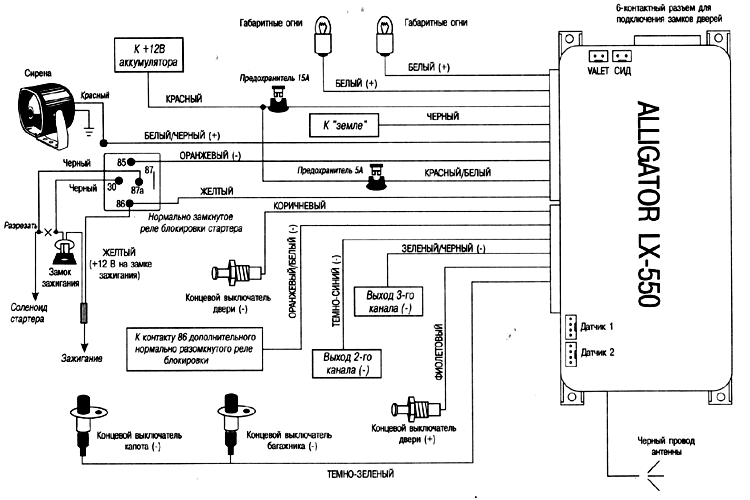 6-контактный разъем для
подключения замков дверей
Габаритные огни
Габаритные огни
К +12В
аккумулятора
БЕЛЫЙ (+)
БЕЛЫЙ (+)
VALET
СИД
Сирена
Красный
Предохранитель 15А
КРАСНЫЙ
ЧЕРНЫЙ
К "земле"
БЕЛЫЙ/ЧЕРНЫЙ (+)
ОРАНЖЕВЫЙ (-)
Предохранитель 5А
КРАСНЫЙ/БЕЛЫЙ
Черный
85
87
30
87а
Черный
86
ЖЕЛТЫЙ
Нормально замкнутое
реле блокировки стартера
КОРИЧНЕВЫЙ
Разрезать
Замок
зажигания
ЖЕЛТЫЙ
(+12 В на замке
зажигания)
ЗЕЛЕНЫЙ/ЧЕРНЫЙ (-)
ALLIGATOR LX-550
Концевой выключатель
двери (-)
ОРАНЖЕВЫЙ/БЕЛЫЙ (-)
ТЕМНО-СИНИЙ (-)
Выход 3-го
канала (-)
Соленоид
стартера
Зажигание
К контакту 86 дополнительного
нормально разомкнутого реле
блокировки
Выход 2-го
канала (-)
ФИОЛЕТОВЫЙ
Датчик 1
Датчик 2
Концевой выключатель
капота (-)
Концевой выключатель
багажника (-)
Концевой выключатель
двери (+)
Черный провод
антенны
ТЕМНО-ЗЕЛЕНЫЙ